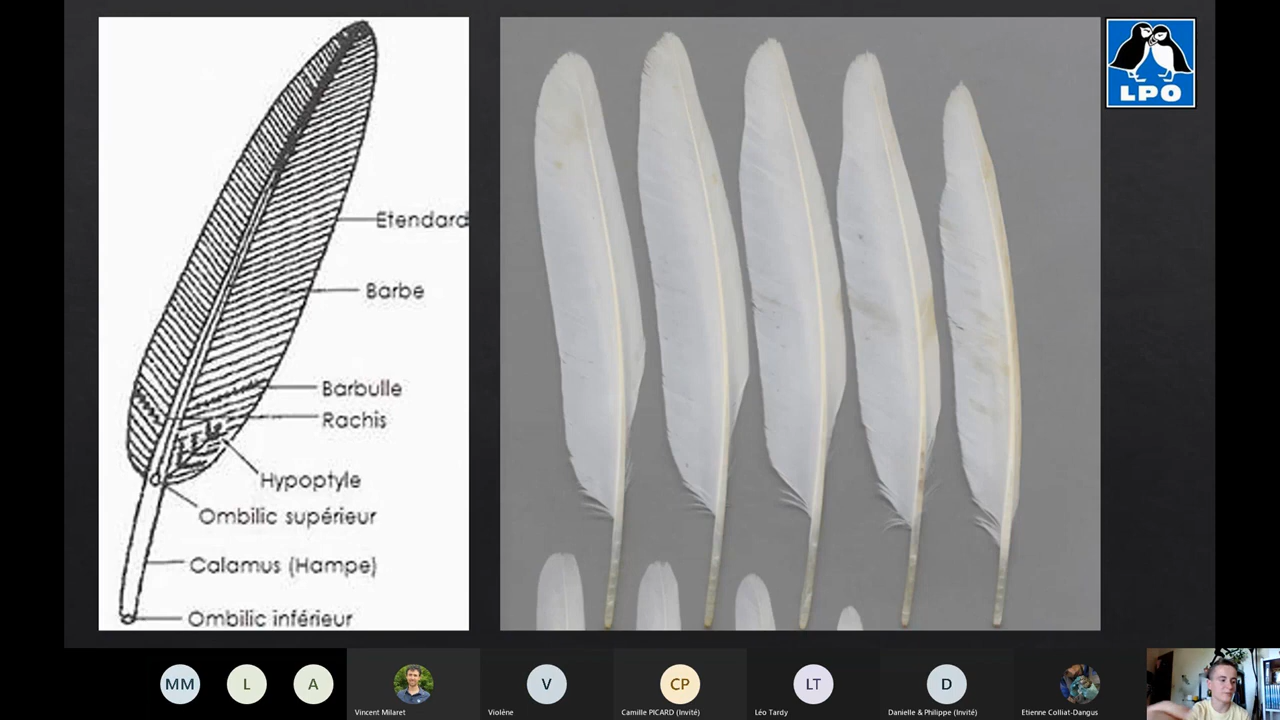 Etendard
Barbe
Barbulle
Rachis
Hypoptyle
Ombilic supérieur
Calamus (Hampe)
Ombilic inférieur
LPO
MM
L
A
Vincent Milaret
V
Violène
CP
Camille PICARD (Invité)
LT
Léo Tardy
D
Danielle & Philippe (Invité)
Etienne Colliat-Dangus